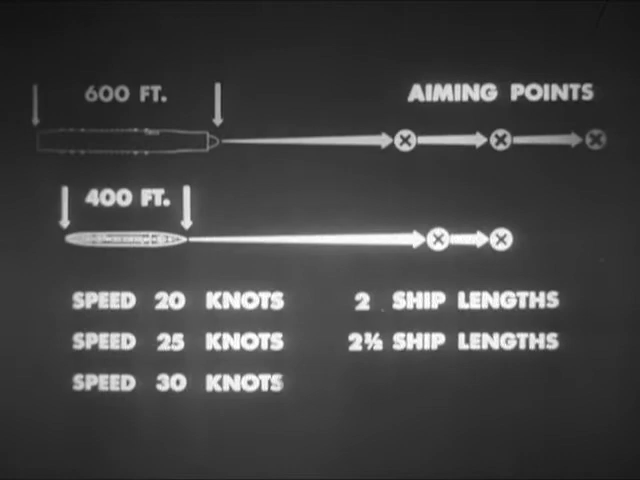 600 FT.
AIMING POINTS
400 FT.
SPEED 20 KNOTS 2 SHIP LENGTHS
SPEED 25 KNOTS 2½ SHIP LENGTHS
SPEED 30 KNOTS